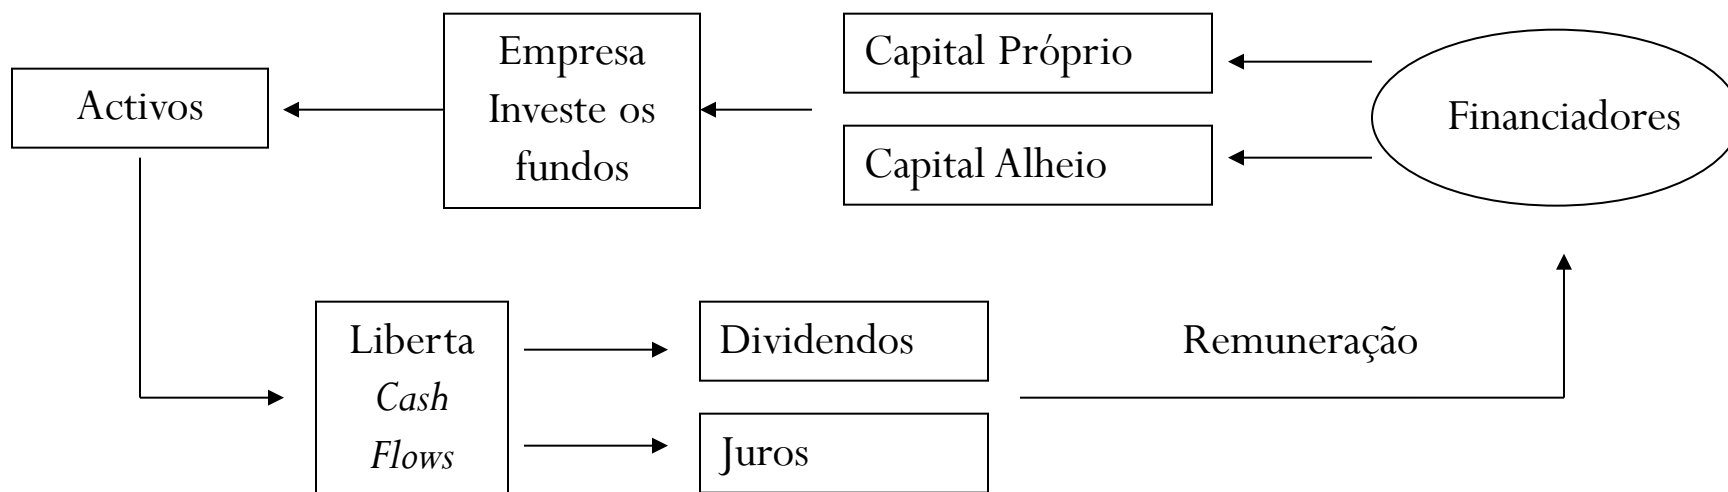 Activos
Empresa
Investe os
fundos
Capital Próprio
Capital Alheio
Financiadores
Liberta
Cash
Flows
Dividendos
Juros
Remuneração